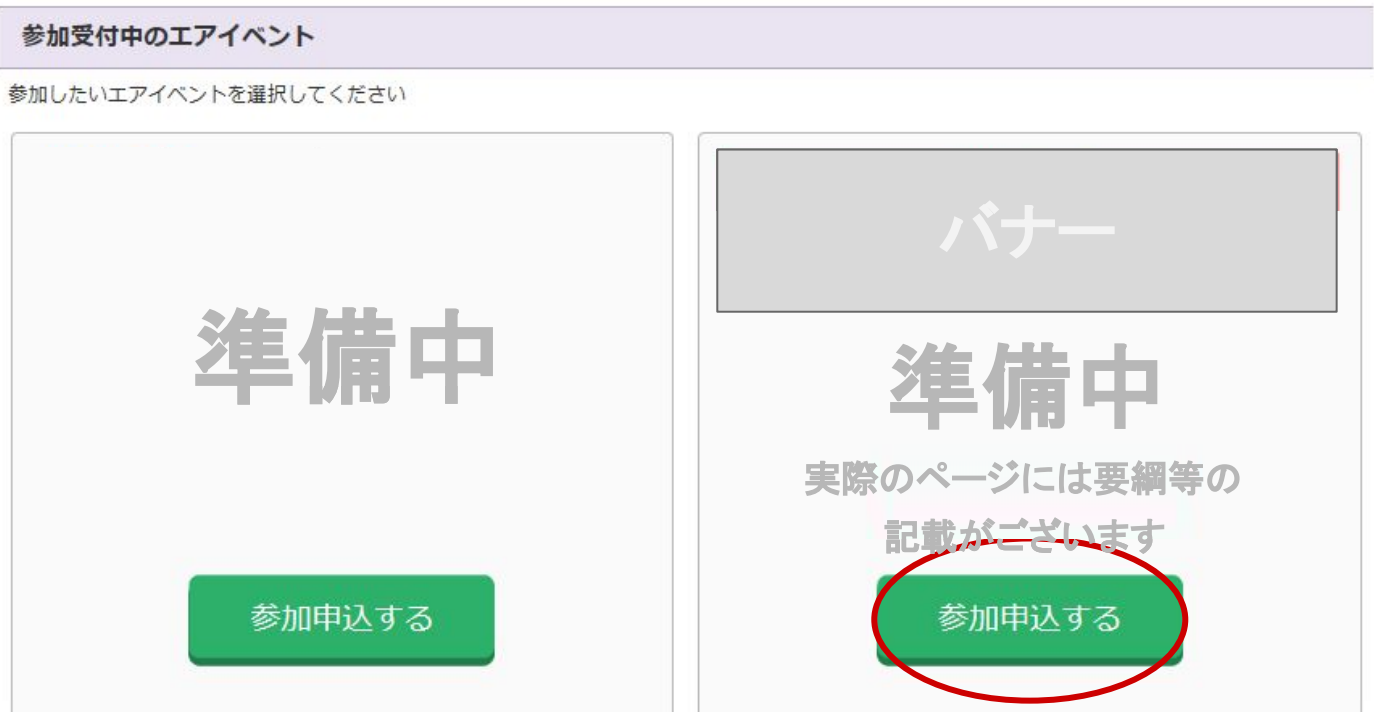 参加受付中のエアイベント
参加したいエアイベントを選択してください
準備中
参加申込する
バナー
準備中
実際のページには要綱等の
記載がございます
参加申込する